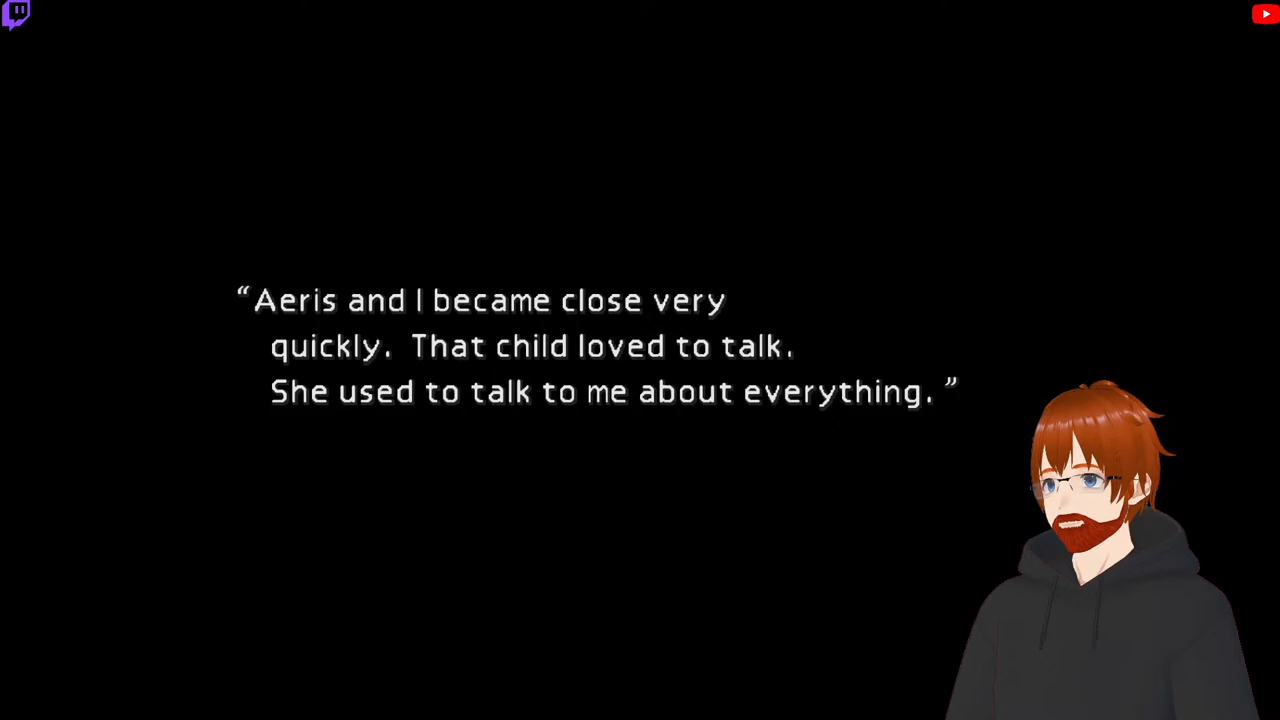 “Aeris and I became close very
quickly. That child loved to talk.
She used to talk to me about everything. ”